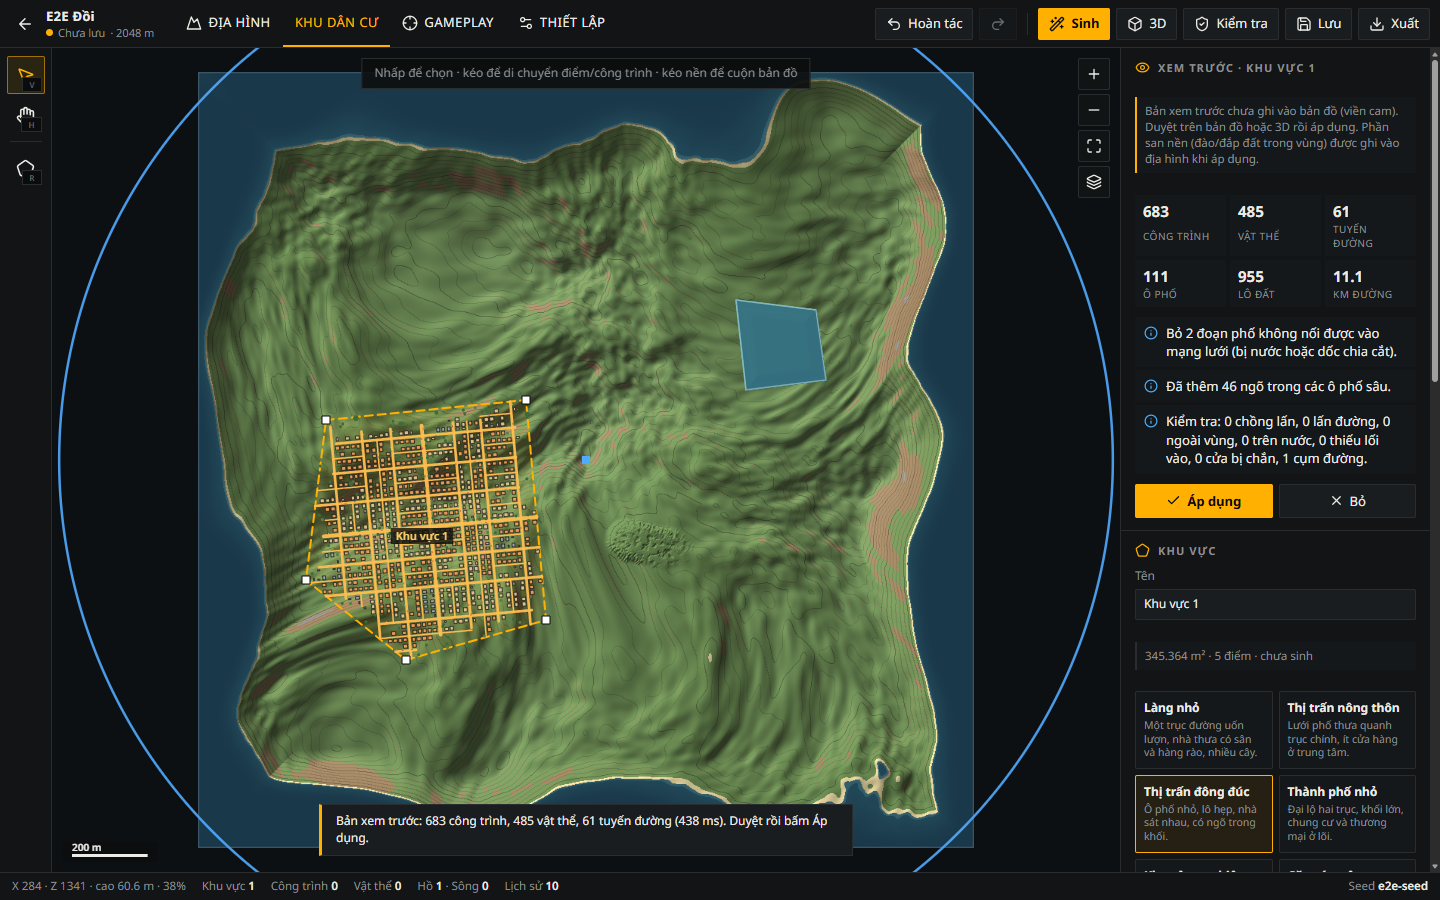 E2E Đồi
Chưa lưu · 2048 m
ĐỊA HÌNH
KHU DÂN CƯ
GAMEPLAY
THIẾT LẬP
Hoàn tác
Sinh
3D
Kiểm tra
Lưu
Xuất
V
H
R
Nhấp để chọn · kéo để di chuyển điểm/công trình · kéo nền để cuộn bản đồ
Khu vực 1
200 m
Bản xem trước: 683 công trình, 485 vật thể, 61 tuyến đường (438 ms). Duyệt rồi bấm Áp
dụng.
XEM TRƯỚC · KHU VỰC 1
Bản xem trước chưa ghi vào bản đồ (viền cam).
Duyệt trên bản đồ hoặc 3D rồi áp dụng. Phần
san nền (đào/đắp đất trong vùng) được ghi vào
địa hình khi áp dụng.
683
CÔNG TRÌNH
485
VẬT THỂ
61
TUYẾN
ĐƯỜNG
111
Ô PHỐ
955
LÔ ĐẤT
11.1
KM ĐƯỜNG
Bỏ 2 đoạn phố không nối được vào
mạng lưới (bị nước hoặc dốc chia cắt).
Đã thêm 46 ngõ trong các ô phố sâu.
Kiểm tra: 0 chồng lấn, 0 lấn đường, 0
ngoài vùng, 0 trên nước, 0 thiếu lối
vào, 0 cửa bị chắn, 1 cụm đường.
Áp dụng
Bỏ
KHU VỰC
Tên
Khu vực 1
345.364 m² · 5 điểm · chưa sinh
Làng nhỏ
Một trục đường uốn
lượn, nhà thưa có sân
và hàng rào, nhiều cây.
Thị trấn nông thôn
Lưới phố thưa quanh
trục chính, ít cửa hàng
ở trung tâm.
Thị trấn đông đúc
Ô phố nhỏ, lô hẹp, nhà
sát nhau, có ngõ trong
khối.
Thành phố nhỏ
Đại lộ hai trục, khối lớn,
chung cư và thương
mại ở lõi.
X 284 · Z 1341 · cao 60.6 m · 38%
Khu vực 1
Công trình 0
Vật thể 0
Hồ 1 · Sông 0
Lịch sử 10
Seed e2e-seed